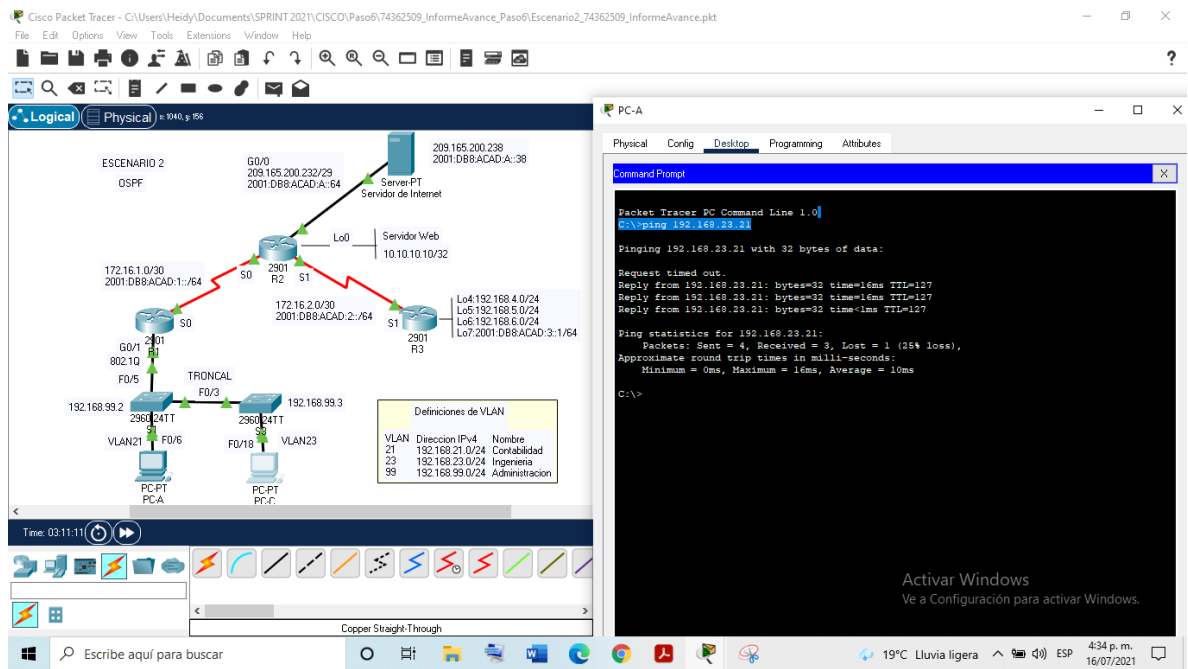 Cisco Packet Tracer - C:\Users\Heidy\Documents\SPRINT 2021\CISCO\Paso6\74362509_InformeAvance_Paso6\Escenario2_74362509_InformeAvance.pkt
File Edit Options View Tools Extensions Window Help
?
Logical Physical x: 1040, y: 156
ESCENARIO 2
OSPF
G0/0
209.165.200.232/29
2001:DB8:ACAD:A::64
209.165.200.238
2001:DB8:ACAD:A::38
Server-PT
Servidor de Internet
Lo0
Servidor Web
10.10.10.10/32
2901
R2
S0
S1
172.16.1.0/30
2001:DB8:ACAD:1::/64
172.16.2.0/30
2001:DB8:ACAD:2::/64
S0
S1
Lo4:192.168.4.0/24
Lo5:192.168.5.0/24
Lo6:192.168.6.0/24
Lo7:2001:DB8:ACAD:3::1/64
2901
R3
2901
R1
G0/1
802.1Q
F0/5
TRONCAL
F0/3
192.168.99.2
192.168.99.3
2960-24TT
S1
2960-24TT
S3
VLAN21
F0/6
F0/18
VLAN23
PC-PT
PC-A
PC-PT
PC-C
Definiciones de VLAN
VLAN Direccion IPv4 Nombre
21 192.168.21.0/24 Contabilidad
23 192.168.23.0/24 Ingenieria
99 192.168.99.0/24 Administracion
Time: 03:11:11
Copper Straight-Through
PC-A
Physical Config Desktop Programming Attributes
Command Prompt
X
Packet Tracer PC Command Line 1.0
C:\>ping 192.168.23.21
Pinging 192.168.23.21 with 32 bytes of data:
Request timed out.
Reply from 192.168.23.21: bytes=32 time=16ms TTL=127
Reply from 192.168.23.21: bytes=32 time=16ms TTL=127
Reply from 192.168.23.21: bytes=32 time<1ms TTL=127
Ping statistics for 192.168.23.21:
Packets: Sent = 4, Received = 3, Lost = 1 (25% loss),
Approximate round trip times in milli-seconds:
Minimum = 0ms, Maximum = 16ms, Average = 10ms
C:\>
Activar Windows
Ve a Configuración para activar Windows.
Escribe aquí para buscar
19°C Lluvia ligera
ESP
4:34 p. m.
16/07/2021